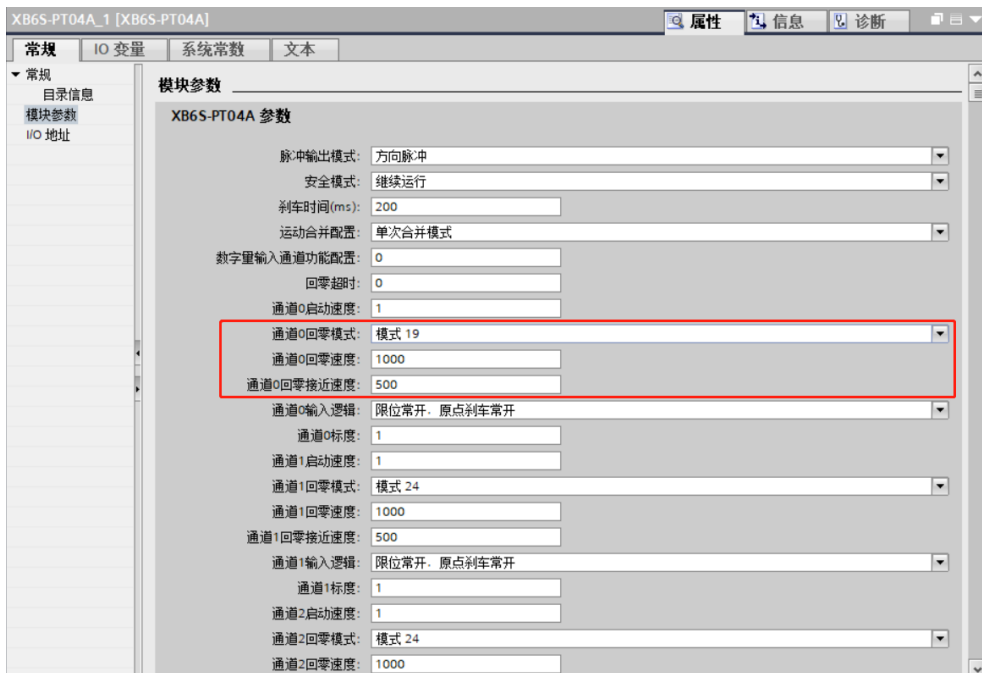 XB6S-PT04A_1 [XB6S-PT04A]
属性 信息 诊断
常规 IO 变量 系统常数 文本
常规
目录信息
模块参数
I/O 地址
模块参数
XB6S-PT04A 参数
脉冲输出模式: 方向脉冲
安全模式: 继续运行
刹车时间(ms): 200
运动合并配置: 单次合并模式
数字量输入通道功能配置: 0
回零超时: 0
通道0启动速度: 1
通道0回零模式: 模式 19
通道0回零速度: 1000
通道0回零接近速度: 500
通道0输入逻辑: 限位常开，原点刹车常开
通道0标度: 1
通道1启动速度: 1
通道1回零模式: 模式 24
通道1回零速度: 1000
通道1回零接近速度: 500
通道1输入逻辑: 限位常开，原点刹车常开
通道1标度: 1
通道2启动速度: 1
通道2回零模式: 模式 24
通道2回零速度: 1000